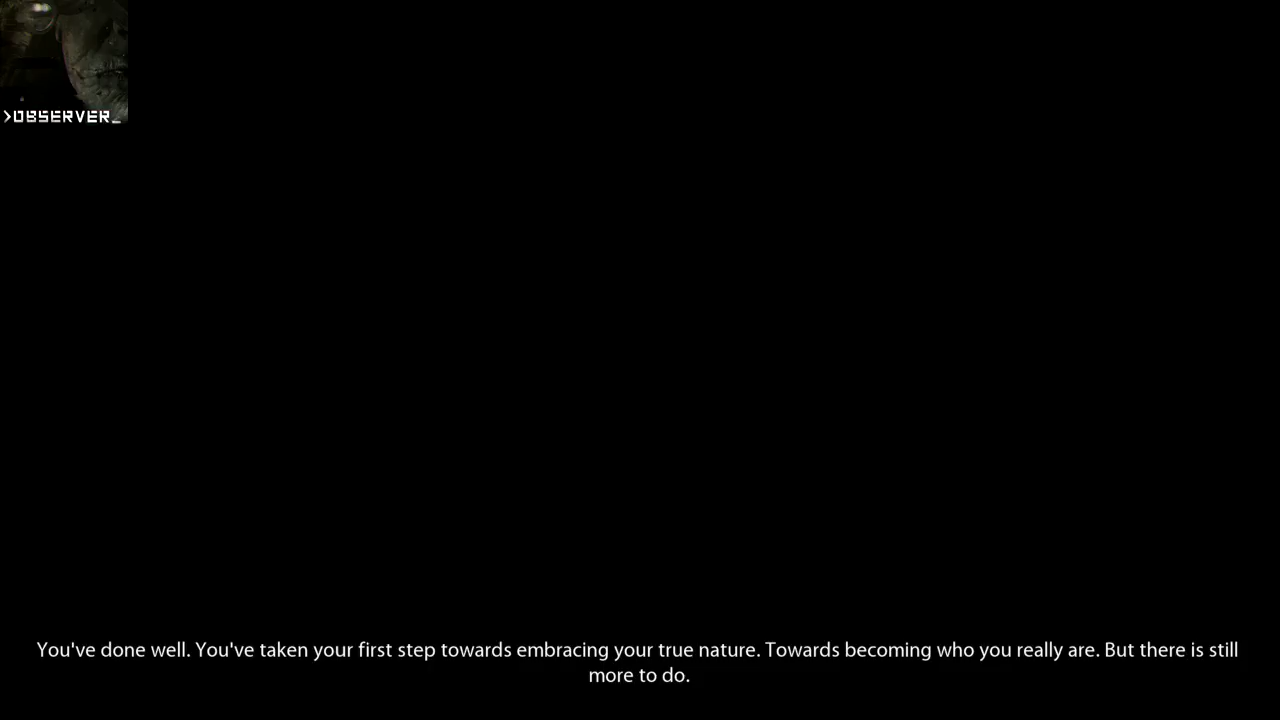 >OBSERVER_
You've done well. You've taken your first step towards embracing your true nature. Towards becoming who you really are. But there is still
more to do.